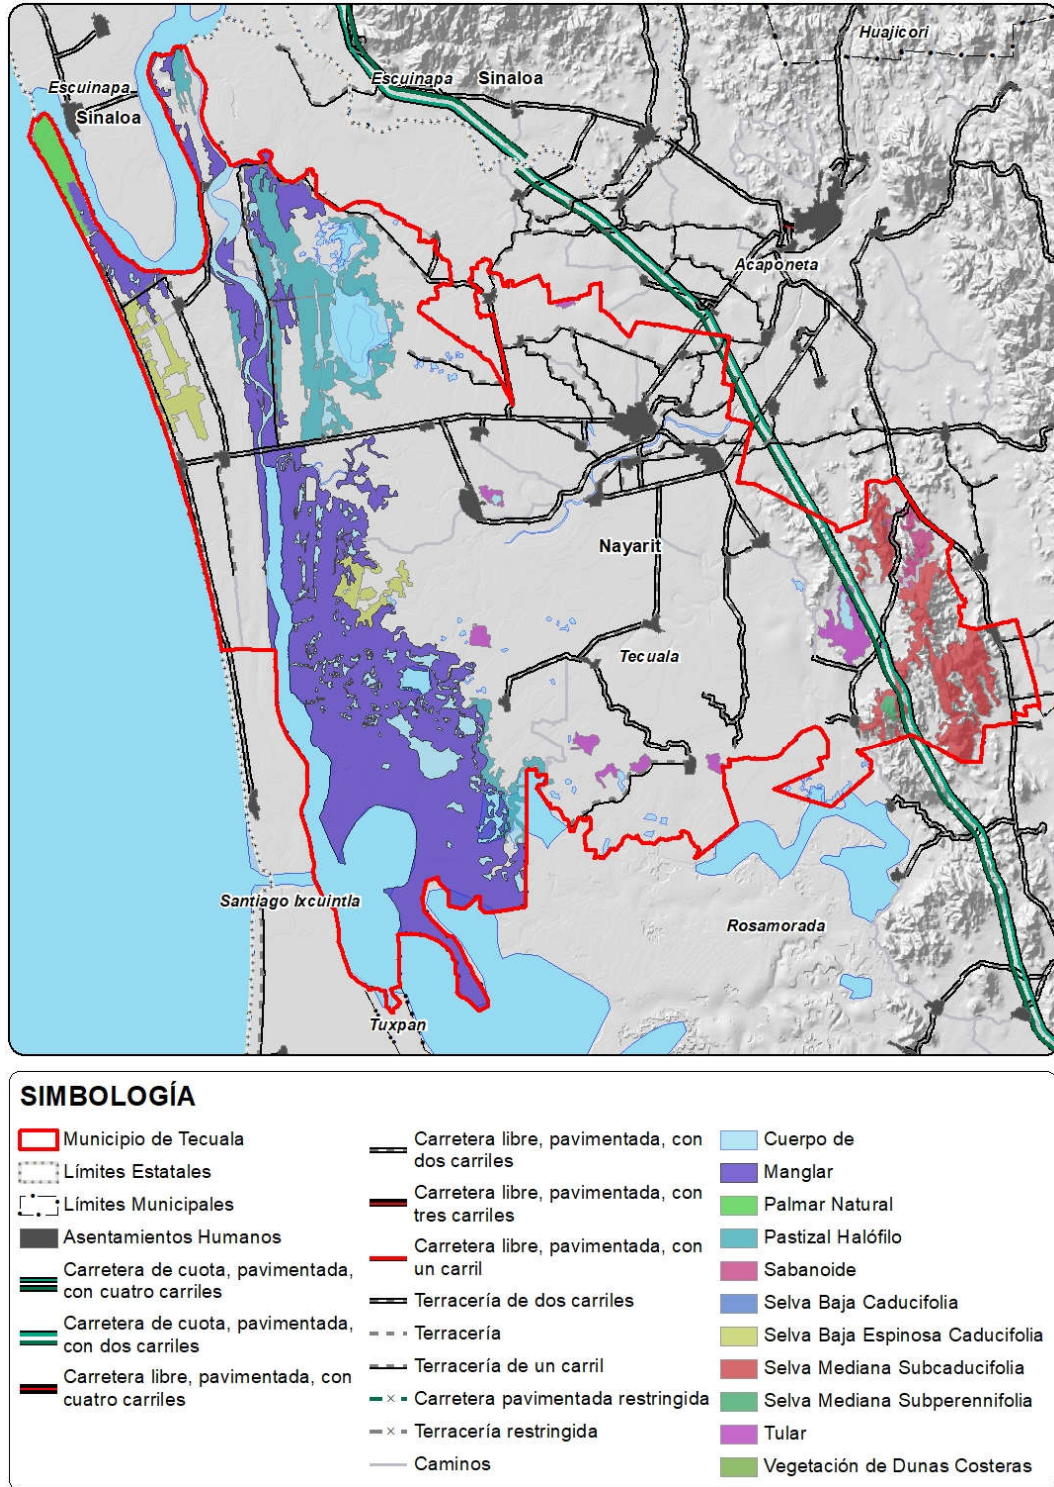 Huajicori
Escuinapa
Sinaloa
Escuinapa
Sinaloa
Acaponeta
Nayarit
Tecuala
Santiago Ixcuintla
Rosamorada
Tuxpan
SIMBOLOGÍA
Municipio de Tecuala
Límites Estatales
Límites Municipales
Asentamientos Humanos
Carretera de cuota, pavimentada,
con cuatro carriles
Carretera de cuota, pavimentada,
con dos carriles
Carretera libre, pavimentada, con
cuatro carriles
Carretera libre, pavimentada, con
dos carriles
Carretera libre, pavimentada, con
tres carriles
Carretera libre, pavimentada, con
un carril
Terracería de dos carriles
Terracería
Terracería de un carril
Carretera pavimentada restringida
Terracería restringida
Caminos
Cuerpo de
Manglar
Palmar Natural
Pastizal Halófilo
Sabanoide
Selva Baja Caducifolia
Selva Baja Espinosa Caducifolia
Selva Mediana Subcaducifolia
Selva Mediana Subperennifolia
Tular
Vegetación de Dunas Costeras